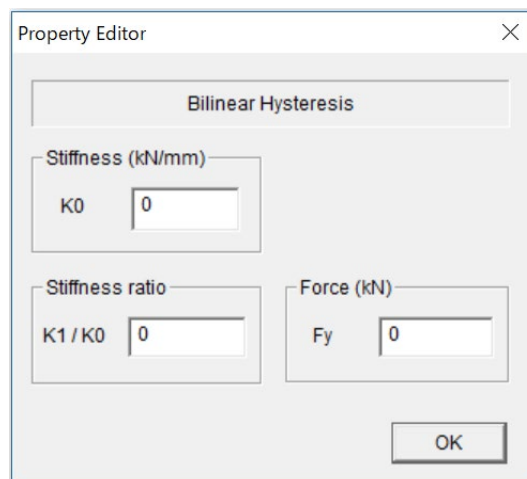 Property Editor
Bilinear Hysteresis
Stiffness (kN/mm)
K0 0
Stiffness ratio
K1 / K0 0
Force (kN)
Fy 0
OK